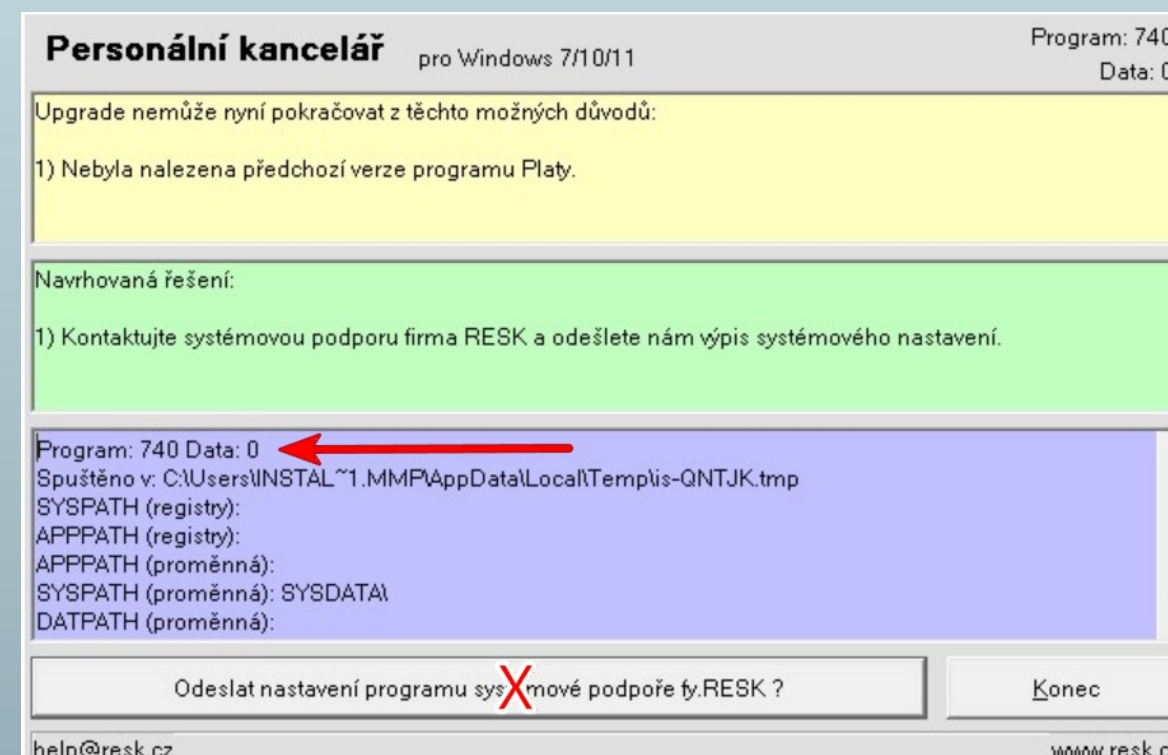 Personální kancelář pro Windows 7/10/11
Program: 740
Data: 0
Upgrade nemůže nyní pokračovat z těchto možných důvodů:
1) Nebyla nalezena předchozí verze programu Platy.
Navrhovaná řešení:
1) Kontaktujte systémovou podporu firma RESK a odešlete nám výpis systémového nastavení.
Program: 740 Data: 0
Spuštěno v: C:\Users\INSTAL~1.MMP\AppData\Local\Temp\is-QNTJK.tmp
SYSPATH (registry):
APPPATH (registry):
APPPATH (proměnná):
SYSPATH (proměnná): SYSDATA\
DATPATH (proměnná):
Odeslat nastavení programu sys X mové podpoře fy.RESK ?
Konec
help@resk.cz
www.resk.c